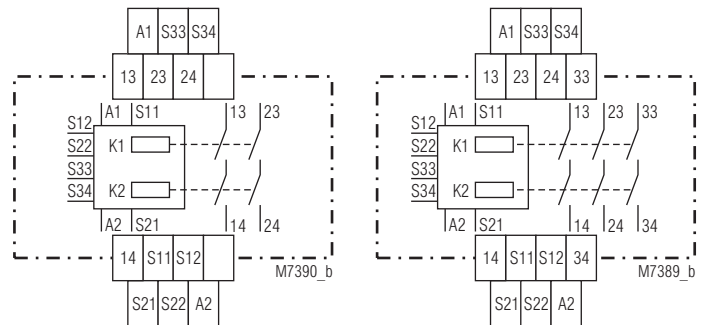 A1 S33 S34
13 23 24
A1 S11 13 23
S12
S22 K1
S33
S34 K2
A2 S21 14 24
14 S11 S12
M7390_b
S21 S22 A2
A1 S33 S34
13 23 24 33
A1 S11 13 23 33
S12
S22 K1
S33
S34 K2
A2 S21 14 24 34
14 S11 S12 34
M7389_b
S21 S22 A2